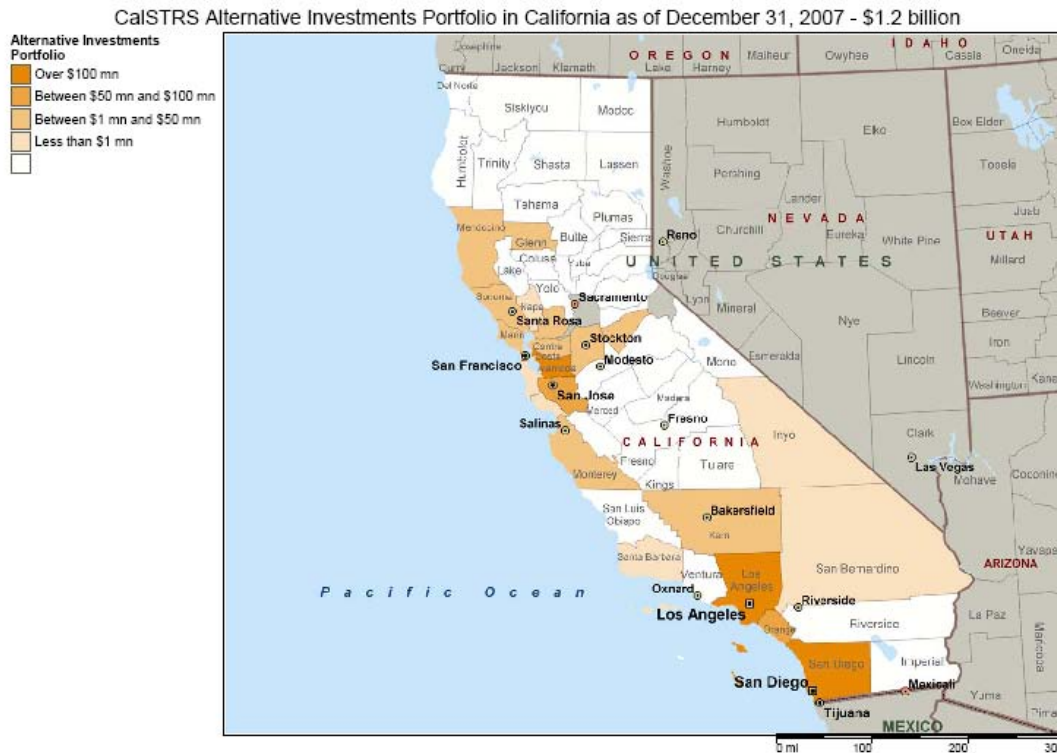 CalSTRS Alternative Investments Portfolio in California as of December 31, 2007 - $1.2 billion
Alternative Investments
Portfolio
Over $100 mn
Between $50 mn and $100 mn
Between $1 mn and $50 mn
Less than $1 mn
OREGON
IDAHO
Josephine
Curry
Jackson
Klamath
Lake
Harney
Malheur
Owyhee
Cassia
Oneida
Del Norte
Siskiyou
Modoc
Humboldt
Trinity
Shasta
Lassen
Washoe
Humboldt
Elko
Box Elder
Tooele
Pershing
Lander
Tehama
Plumas
Mendocino
Glenn
Butte
Sierra
Reno
Churchill
NEVADA
Eureka
White Pine
Juab
UTAH
Millard
Colusa
Lake
Yuba
Yolo
UNITED STATES
Douglas
Sonoma
Napa
Sacramento
Lyon
Mineral
Nye
Beaver
Santa Rosa
Marin
Stockton
Esmeralda
Lincoln
Iron
Contra
Costa
San Francisco
Alameda
Modesto
Mono
Washington
Kane
San Jose
Merced
Madera
Salinas
Fresno
CALIFORNIA
Inyo
Clark
Las Vegas
Mohave
Coconino
Monterey
Fresno
Tulare
Kings
San Luis
Obispo
Bakersfield
Kern
Yavapai
ARIZONA
Santa Barbara
Ventura
Los
Angeles
San Bernardino
Pacific Ocean
Oxnard
Los Angeles
Riverside
Riverside
La Paz
Maricopa
Orange
San Diego
Imperial
San Diego
Mexicali
Yuma
Pima
Tijuana
MEXICO
0 mi
100
200
300